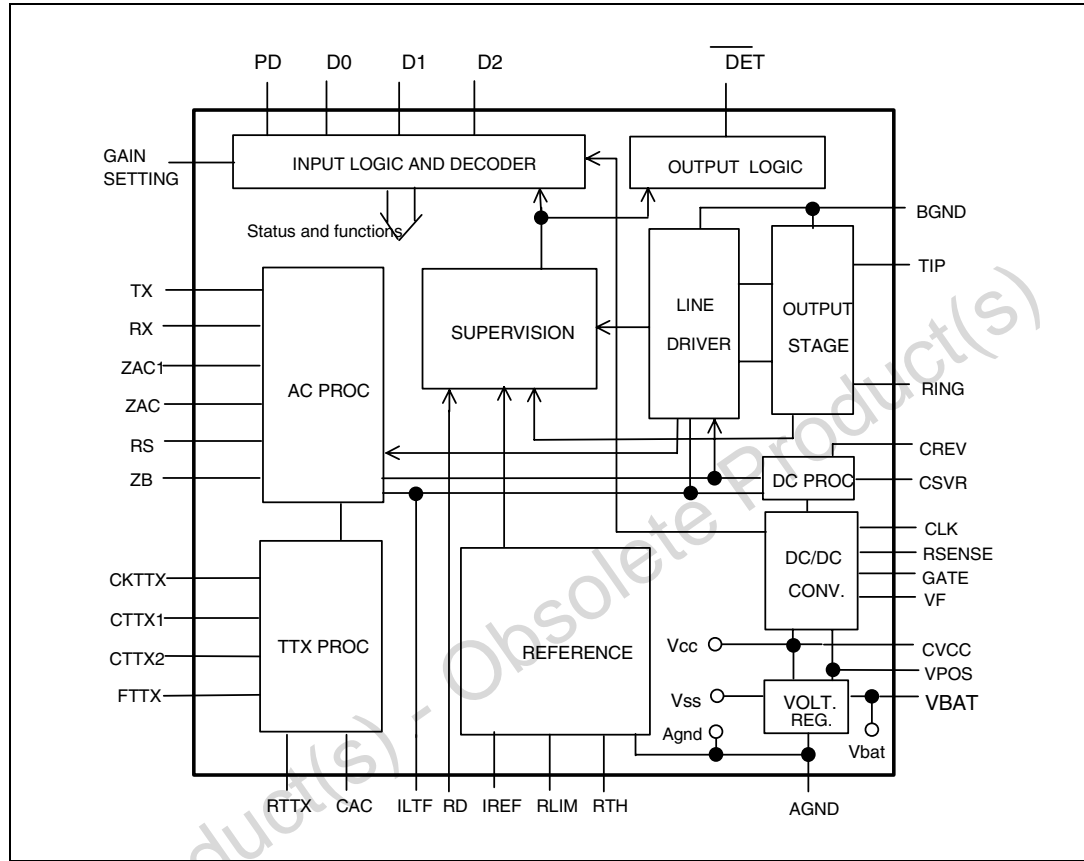 PD D0 D1 D2 DET
GAIN
SETTING
INPUT LOGIC AND DECODER
OUTPUT LOGIC
Status and functions
BGND
TIP
RING
CREV
CSVR
CLK
RSENSE
GATE
VF
CVCC
VPOS
VBAT
TX
RX
ZAC1
ZAC
RS
ZB
AC PROC
SUPERVISION
LINE
DRIVER
OUTPUT
STAGE
DC PROC
DC/DC
CONV.
CKTTX
CTTX1
CTTX2
FTTX
TTX PROC
REFERENCE
Vcc
Vss
Agnd
VOLT.
REG.
Vbat
RTTX CAC ILTF RD IREF RLIM RTH AGND
duct(s) - Obsolete Product(s)